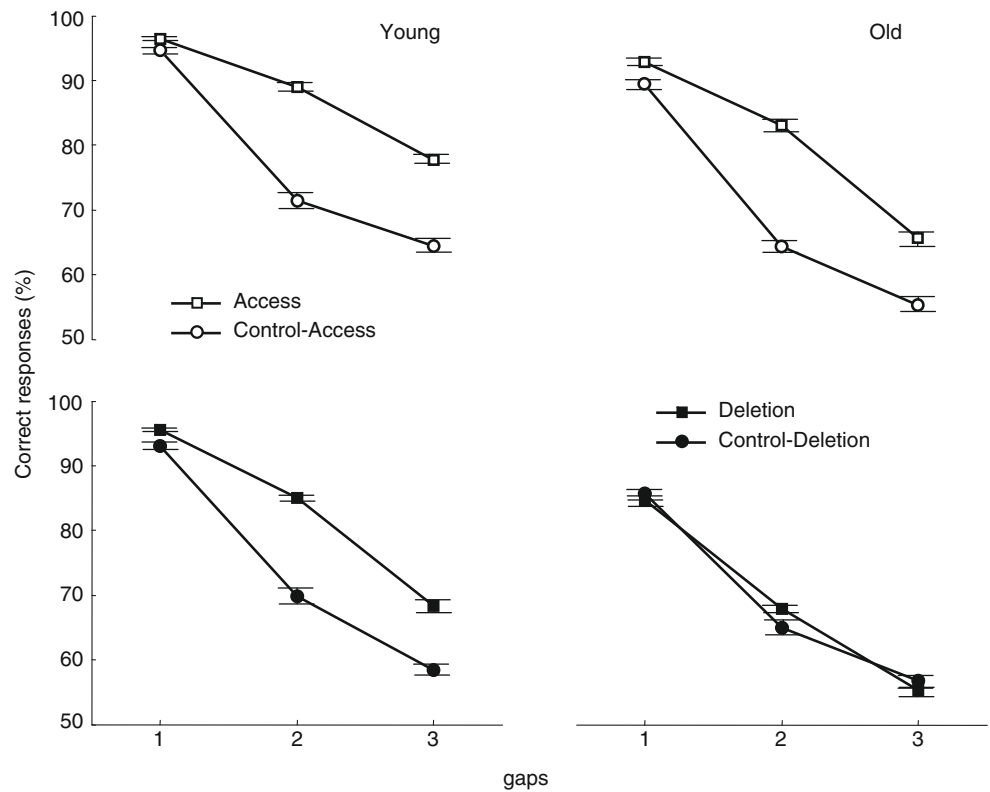 Young
Old
100
90
80
70
60
50
Access
Control-Access
Correct responses (%)
100
90
80
70
60
50
Deletion
Control-Deletion
1 2 3
1 2 3
gaps